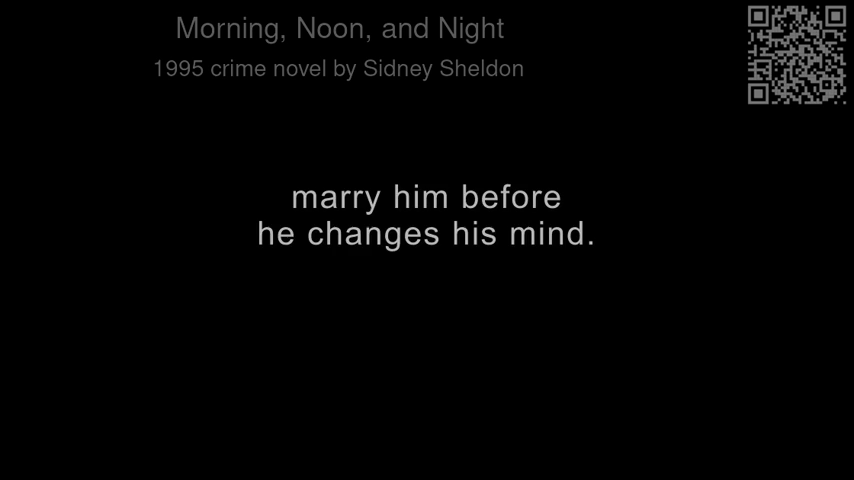 Morning, Noon, and Night
1995 crime novel by Sidney Sheldon
marry him before
he changes his mind.